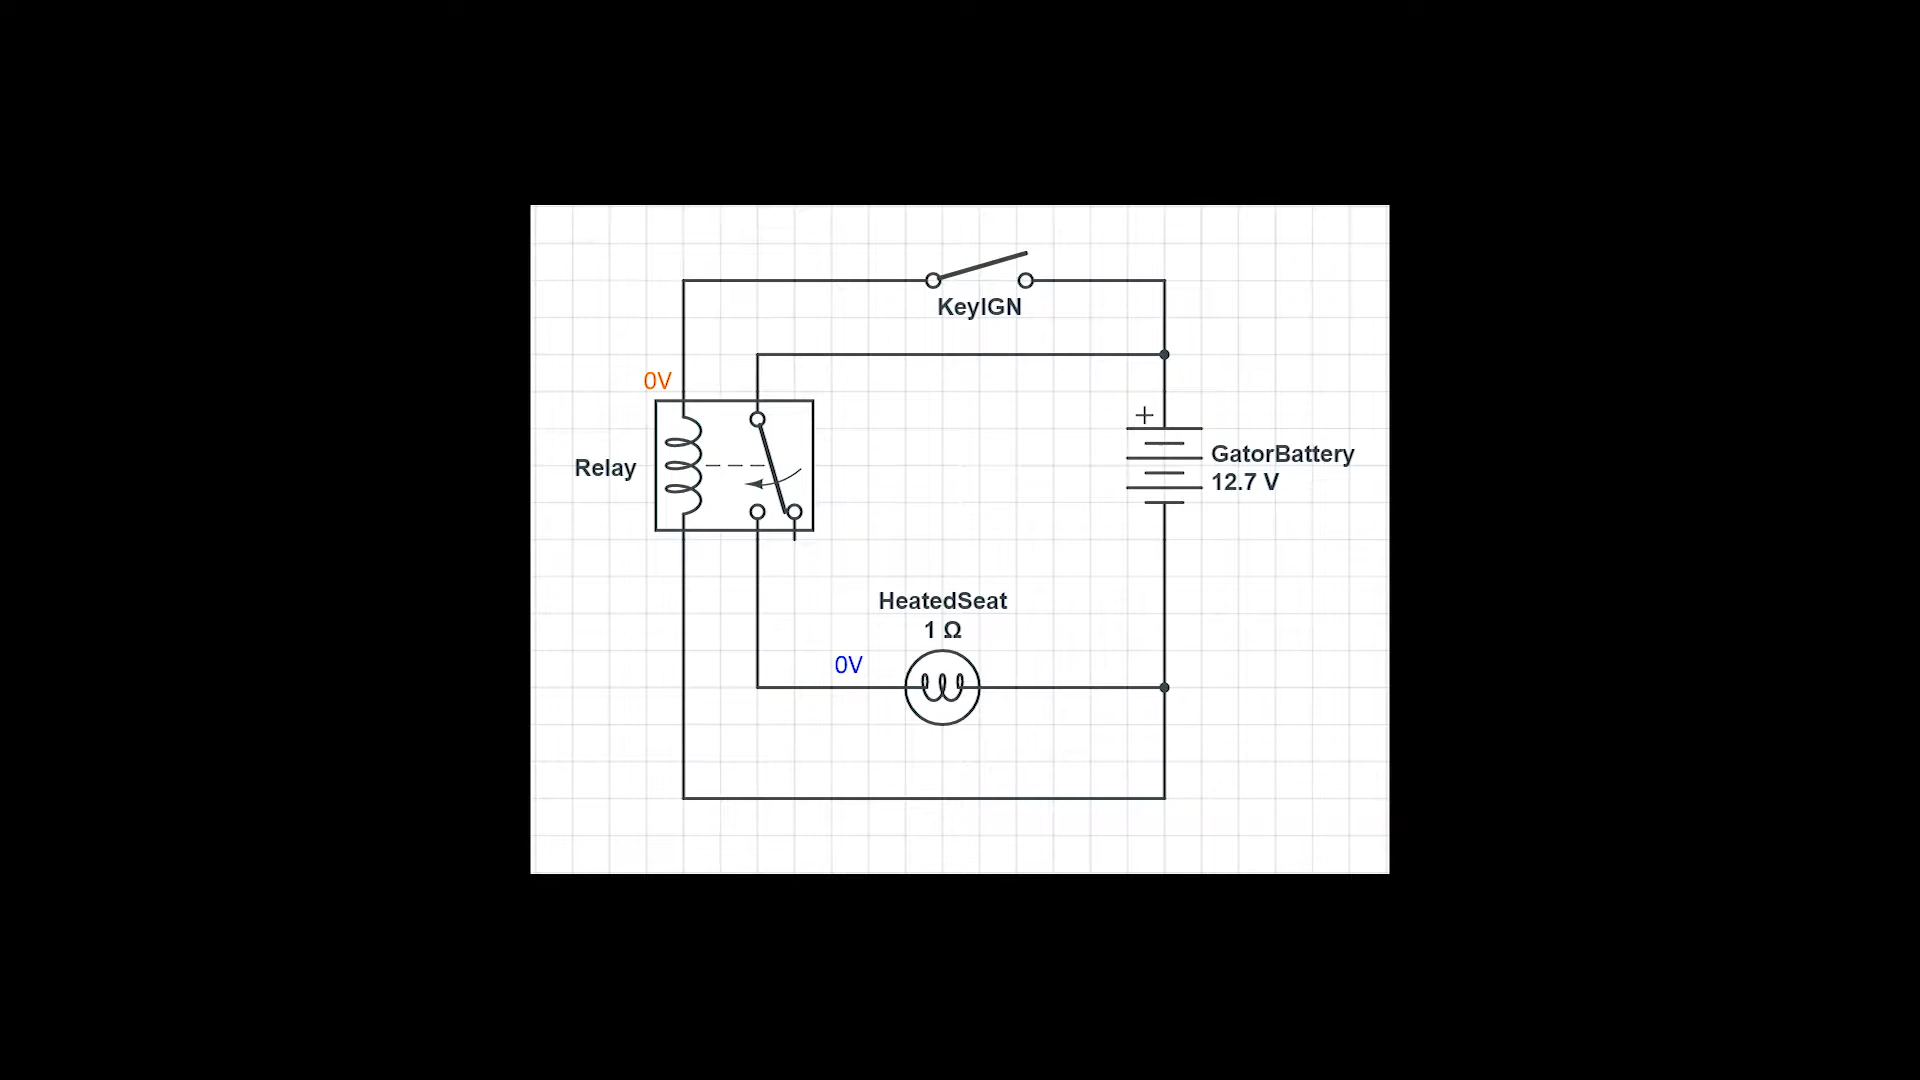 KeyIGN
0V
+
Relay
GatorBattery
12.7 V
HeatedSeat
1 Ω
0V